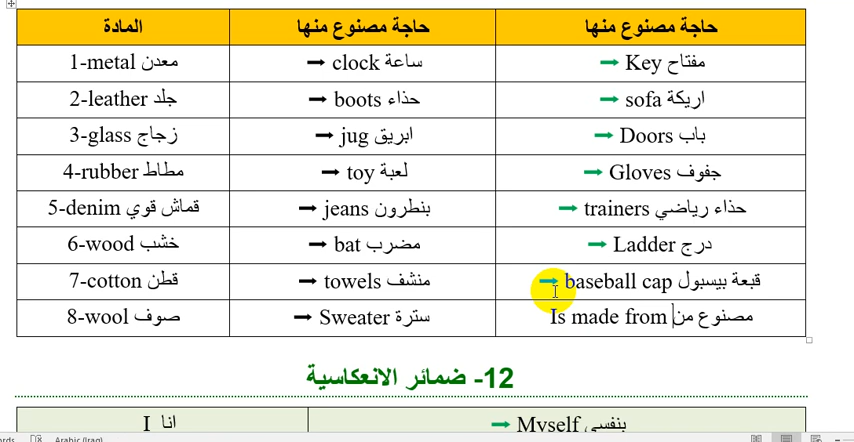 المادة حاجة مصنوع منها حاجة مصنوع منها
1-metal معدن ➞ clock ساعة ➞ Key مفتاح
2-leather جلد ➞ boots حذاء ➞ sofa اريكة
3-glass زجاج ➞ jug ابريق ➞ Doors باب
4-rubber مطاط ➞ toy لعبة ➞ Gloves جفوف
5-denim قماش قوي ➞ jeans بنطرون ➞ trainers حذاء رياضي
6-wood خشب ➞ bat مضرب ➞ Ladder درج
7-cotton قطن ➞ towels منشف ➞ baseball cap قبعة بيسبول
8-wool صوف ➞ Sweater سترة Is made from مصنوع من
12- ضمائر الانعكاسية
انا I ➞ Myself بنفسي
Arabic (Iraq)